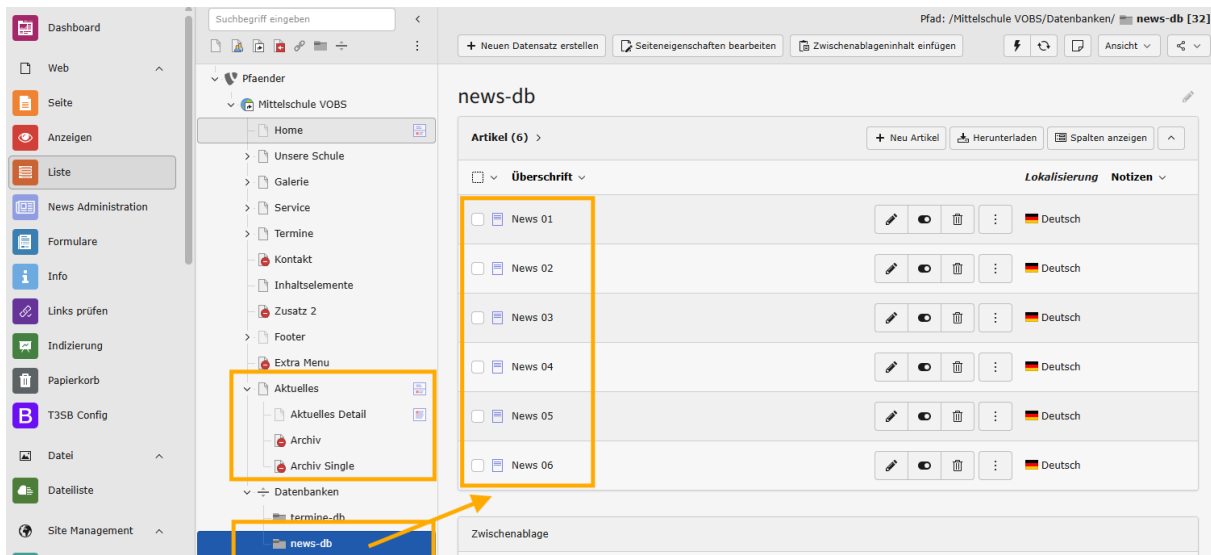 Dashboard
Web
Seite
Anzeigen
Liste
News Administration
Formulare
Info
Links prüfen
Indizierung
Papierkorb
T3SB Config
Datei
Dateiliste
Site Management
Suchbegriff eingeben
Pfaender
Mittelschule VOBS
Home
Unsere Schule
Galerie
Service
Termine
Kontakt
Inhaltselemente
Zusatz 2
Footer
Extra Menu
Aktuelles
Aktuelles Detail
Archiv
Archiv Single
Datenbanken
termine-db
news-db
Pfad: /Mittelschule VOBS/Datenbanken/ news-db [32]
+ Neuen Datensatz erstellen Seiteneigenschaften bearbeiten Zwischenablageninhalt einfügen Ansicht
news-db
Artikel (6) > + Neu Artikel Herunterladen Spalten anzeigen
Überschrift Lokalisierung Notizen
News 01 Deutsch
News 02 Deutsch
News 03 Deutsch
News 04 Deutsch
News 05 Deutsch
News 06 Deutsch
Zwischenablage